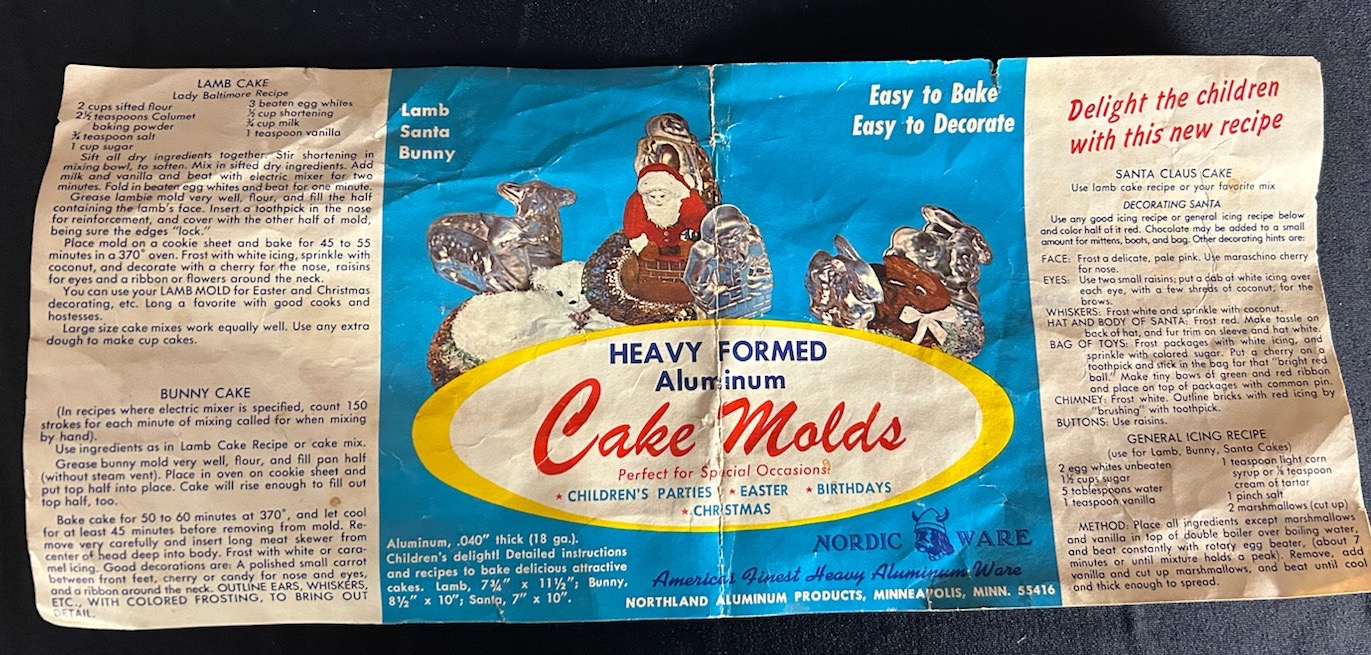 LAMB CAKE
Lady Baltimore Recipe
2 cups sifted flour
2½ teaspoons Calumet
baking powder
¾ teaspoon salt
1 cup sugar
3 beaten egg whites
½ cup shortening
¾ cup milk
1 teaspoon vanilla
Sift all dry ingredients together. Stir shortening in
mixing bowl, to soften. Mix in sifted dry ingredients. Add
milk and vanilla and beat with electric mixer for two
minutes. Fold in beaten egg whites and beat for one minute.
Grease lambie mold very well, flour, and fill the half
containing the lamb's face. Insert a toothpick in the nose
for reinforcement, and cover with the other half of mold,
being sure the edges "lock."
Place mold on a cookie sheet and bake for 45 to 55
minutes in a 370° oven. Frost with white icing, sprinkle with
coconut, and decorate with a cherry for the nose, raisins
for eyes and a ribbon or flowers around the neck.
You can use your LAMB MOLD for Easter and Christmas
decorating, etc. Long a favorite with good cooks and
hostesses.
Large size cake mixes work equally well. Use any extra
dough to make cup cakes.
BUNNY CAKE
(In recipes where electric mixer is specified, count 150
strokes for each minute of mixing called for when mixing
by hand).
Use ingredients as in Lamb Cake Recipe or cake mix.
Grease bunny mold very well, flour, and fill pan half
(without steam vent). Place in oven on cookie sheet and
put top half into place. Cake will rise enough to fill out
top half, too.
Bake cake for 50 to 60 minutes at 370°, and let cool
for at least 45 minutes before removing from mold. Re-
move very carefully and insert long meat skewer from
center of head deep into body. Frost with white or cara-
mel icing. Good decorations are: A polished small carrot
between front feet, cherry or candy for nose and eyes,
and a ribbon around the neck. OUTLINE EARS, WHISKERS,
ETC., WITH COLORED FROSTING, TO BRING OUT
DETAIL.
Lamb
Santa
Bunny
Easy to Bake
Easy to Decorate
HEAVY FORMED
Aluminum
Cake Molds
Perfect for Special Occasions!
★ CHILDREN'S PARTIES ★ EASTER ★ BIRTHDAYS
★ CHRISTMAS
Aluminum, .040" thick (18 ga.).
Children's delight! Detailed instructions
and recipes to bake delicious attractive
cakes. Lamb, 7¾" x 11½"; Bunny,
8½" x 10"; Santa, 7" x 10".
NORDIC WARE
Americas Finest Heavy Aluminum Ware
NORTHLAND ALUMINUM PRODUCTS, MINNEAPOLIS, MINN. 55416
Delight the children
with this new recipe
SANTA CLAUS CAKE
Use lamb cake recipe or your favorite mix
DECORATING SANTA
Use any good icing recipe or general icing recipe below
and color half of it red. Chocolate may be added to a small
amount for mittens, boots, and bag. Other decorating hints are:
FACE: Frost a delicate, pale pink. Use maraschino cherry
for nose.
EYES: Use two small raisins; put a dab of white icing over
each eye, with a few shreds of coconut, for the
brows.
WHISKERS: Frost white and sprinkle with coconut.
HAT AND BODY OF SANTA: Frost red. Make tassle on
back of hat, and fur trim on sleeve and hat white.
BAG OF TOYS: Frost packages with white icing, and
sprinkle with colored sugar. Put a cherry on a
toothpick and stick in the bag for that "bright red
ball." Make tiny bows of green and red ribbon
and place on top of packages with common pin.
CHIMNEY: Frost white. Outline bricks with red icing by
"brushing" with toothpick.
BUTTONS: Use raisins.
GENERAL ICING RECIPE
(use for Lamb, Bunny, Santa Cakes)
2 egg whites unbeaten
1½ cups sugar
5 tablespoons water
1 teaspoon vanilla
1 teaspoon light corn
syrup or ⅛ teaspoon
cream of tartar
1 pinch salt
2 marshmallows (cut up)
METHOD: Place all ingredients except marshmallows
and vanilla in top of double boiler over boiling water,
and beat constantly with rotary egg beater, (about 7
minutes or until mixture holds a peak). Remove, add
vanilla and cut up marshmallows, and beat until cool
and thick enough to spread.